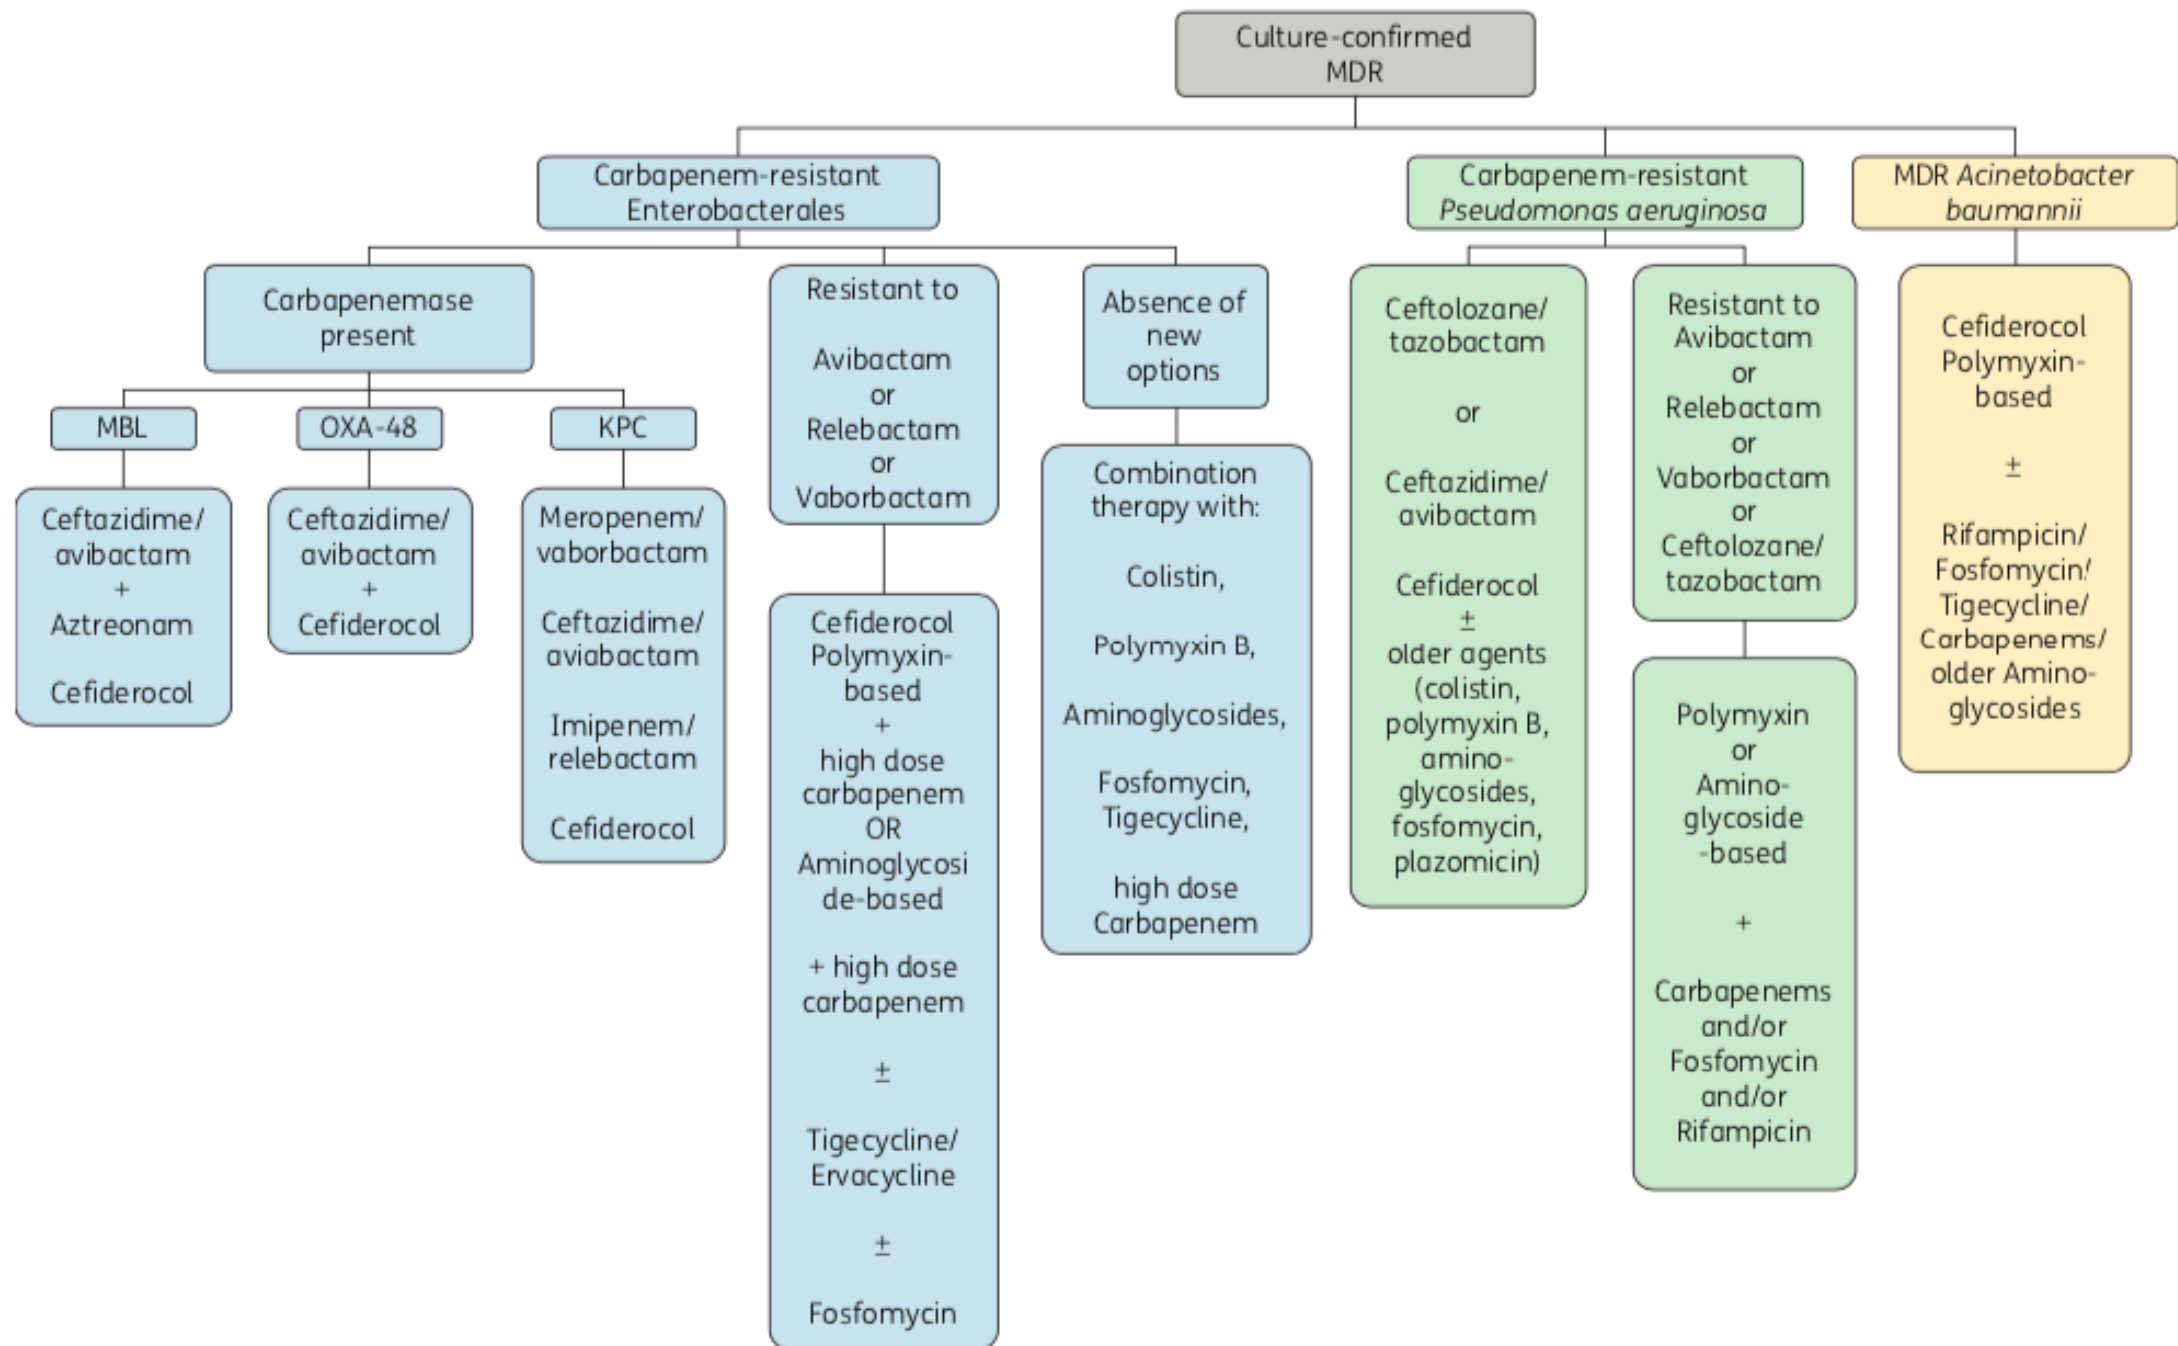 Culture-confirmed
MDR
Carbapenem-resistant
Enterobacterales
Carbapenem-resistant
Pseudomonas aeruginosa
MDR Acinetobacter
baumannii
Carbapenemase
present
MBL
OXA-48
KPC
Ceftazidime/
avibactam
+
Aztreonam
Cefiderocol
Ceftazidime/
avibactam
+
Cefiderocol
Meropenem/
vaborbactam
Ceftazidime/
aviabactam
Imipenem/
relebactam
Cefiderocol
Resistant to
Avibactam
or
Relebactam
or
Vaborbactam
Cefiderocol
Polymyxin-
based
+
high dose
carbapenem
OR
Aminoglycosi
de-based
+ high dose
carbapenem
±
Tigecycline/
Ervacycline
±
Fosfomycin
Absence of
new
options
Combination
therapy with:
Colistin,
Polymyxin B,
Aminoglycosides,
Fosfomycin,
Tigecycline,
high dose
Carbapenem
Ceftolozane/
tazobactam
or
Ceftazidime/
avibactam
Cefiderocol
±
older agents
(colistin,
polymyxin B,
amino-
glycosides,
fosfomycin,
plazomicin)
Resistant to
Avibactam
or
Relebactam
or
Vaborbactam
or
Ceftolozane/
tazobactam
Polymyxin
or
Amino-
glycoside
-based
+
Carbapenems
and/or
Fosfomycin
and/or
Rifampicin
Cefiderocol
Polymyxin-
based
±
Rifampicin/
Fosfomycin/
Tigecycline/
Carbapenems/
older Amino-
glycosides